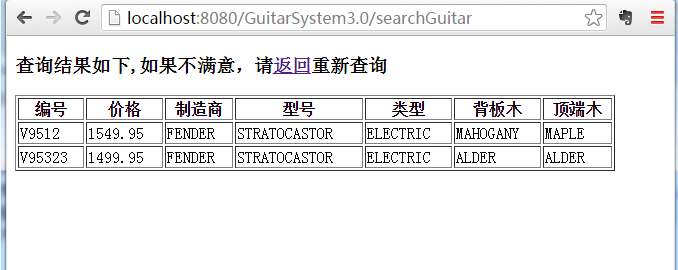 localhost:8080/GuitarSystem3.0/searchGuitar
查询结果如下,如果不满意，请返回重新查询
编号 价格 制造商 型号 类型 背板木 顶端木
V9512 1549.95 FENDER STRATOCASTOR ELECTRIC MAHOGANY MAPLE
V95323 1499.95 FENDER STRATOCASTOR ELECTRIC ALDER ALDER